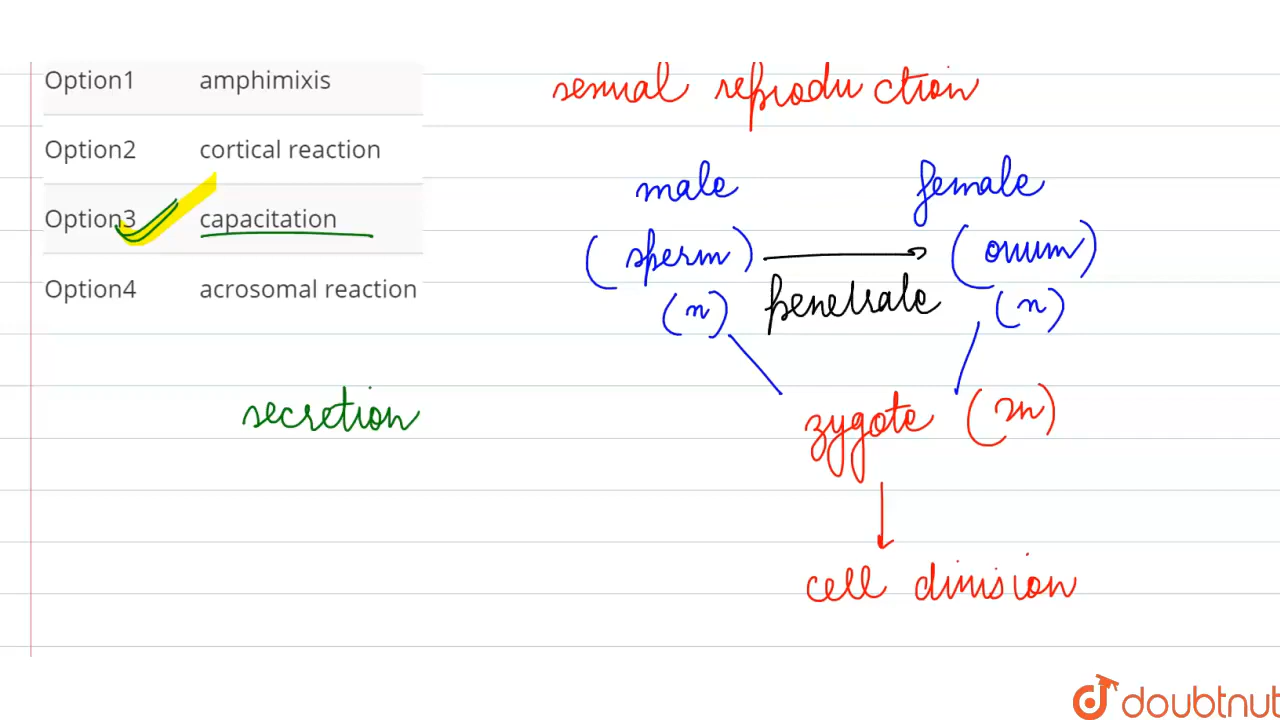 Option1 amphimixis
Option2 cortical reaction
Option3 capacitation
Option4 acrosomal reaction
sexual reproduction
male female
(sperm) (ovum)
penetrate
(n) (n)
zygote (2n)
secretion
cell division
doubtnut